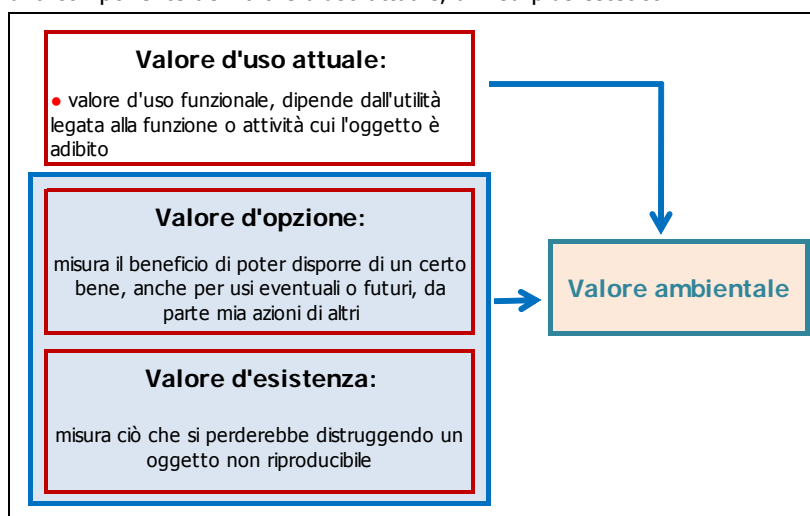 Valore d'uso attuale:
● valore d'uso funzionale, dipende dall'utilità
legata alla funzione o attività cui l'oggetto è
adibito
Valore d'opzione:
misura il beneficio di poter disporre di un certo
bene, anche per usi eventuali o futuri, da
parte mia azioni di altri
Valore ambientale
Valore d'esistenza:
misura ciò che si perderebbe distruggendo un
oggetto non riproducibile